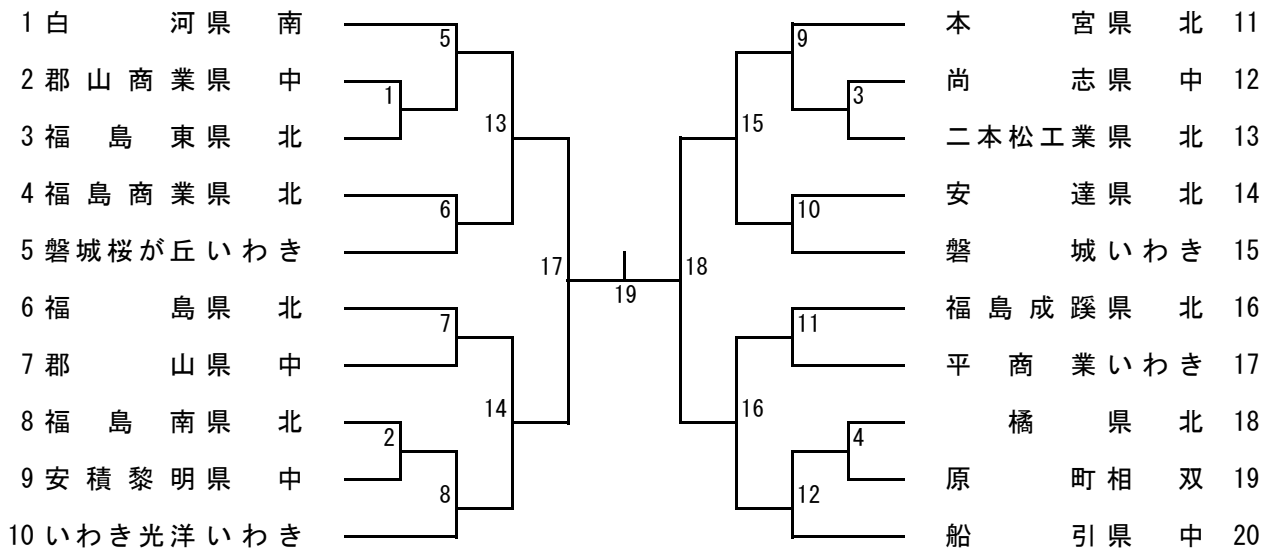 1 白河 県南
5
9
本宮 県北 11
2 郡山商業 県中
1
3
尚志 県中 12
13
15
3 福島東 県北
二本松工業 県北 13
4 福島商業 県北
6
10
安達 県北 14
5 磐城桜が丘 いわき
磐城 いわき 15
17
18
19
6 福島 県北
7
11
福島成蹊 県北 16
7 郡山 県中
平商業 いわき 17
14
16
8 福島南 県北
2
4
橘 県北 18
9 安積黎明 県中
原町 相双 19
8
12
10 いわき光洋 いわき
船引 県中 20